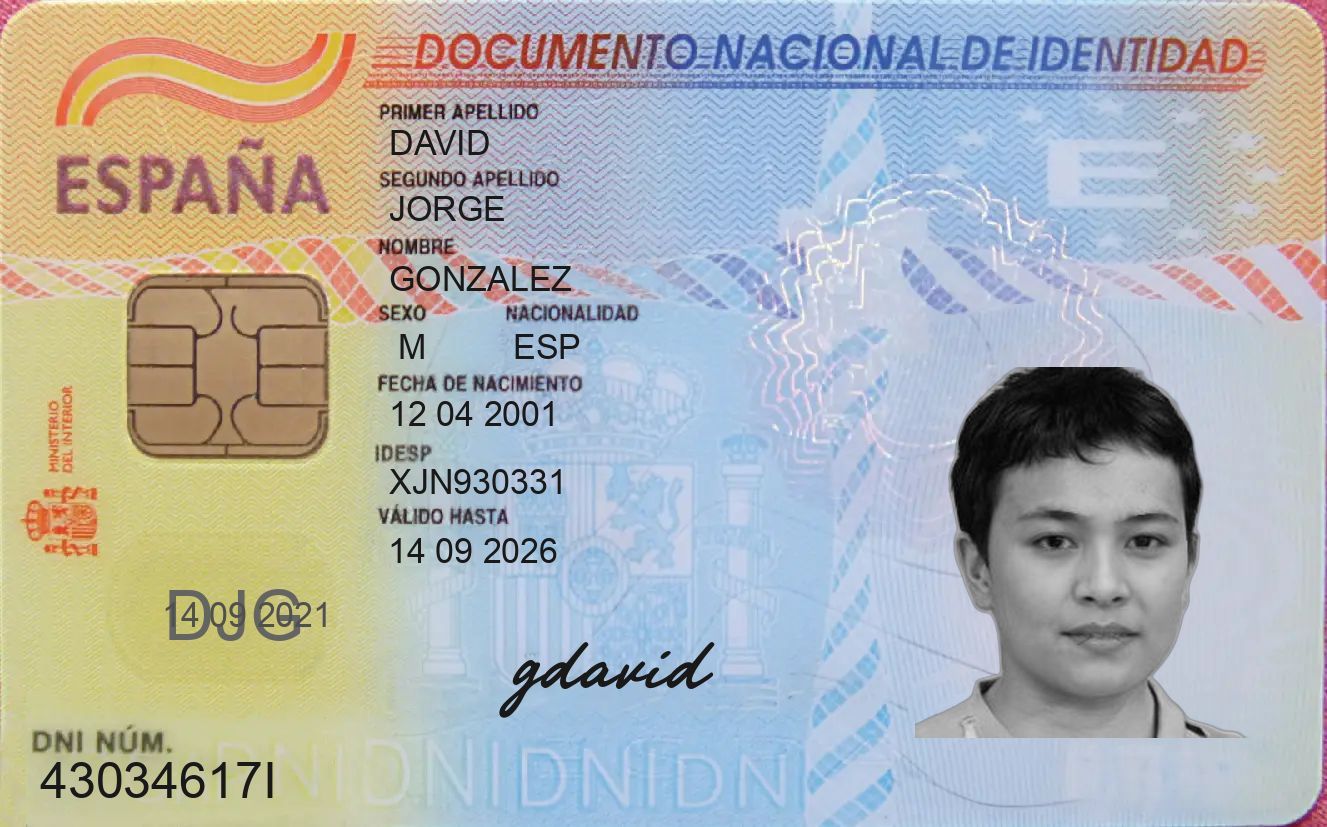 DOCUMENTO NACIONAL DE IDENTIDAD
ESPAÑA
PRIMER APELLIDO
DAVID
SEGUNDO APELLIDO
JORGE
NOMBRE
GONZALEZ
SEXO NACIONALIDAD
M ESP
FECHA DE NACIMIENTO
12 04 2001
IDESP
XJN930331
VÁLIDO HASTA
14 09 2026
MINISTERIO
DEL INTERIOR
DJG
14 09 2021
gdavid
DNI NÚM.
43034617I
E
DNIDNIDNIDNI